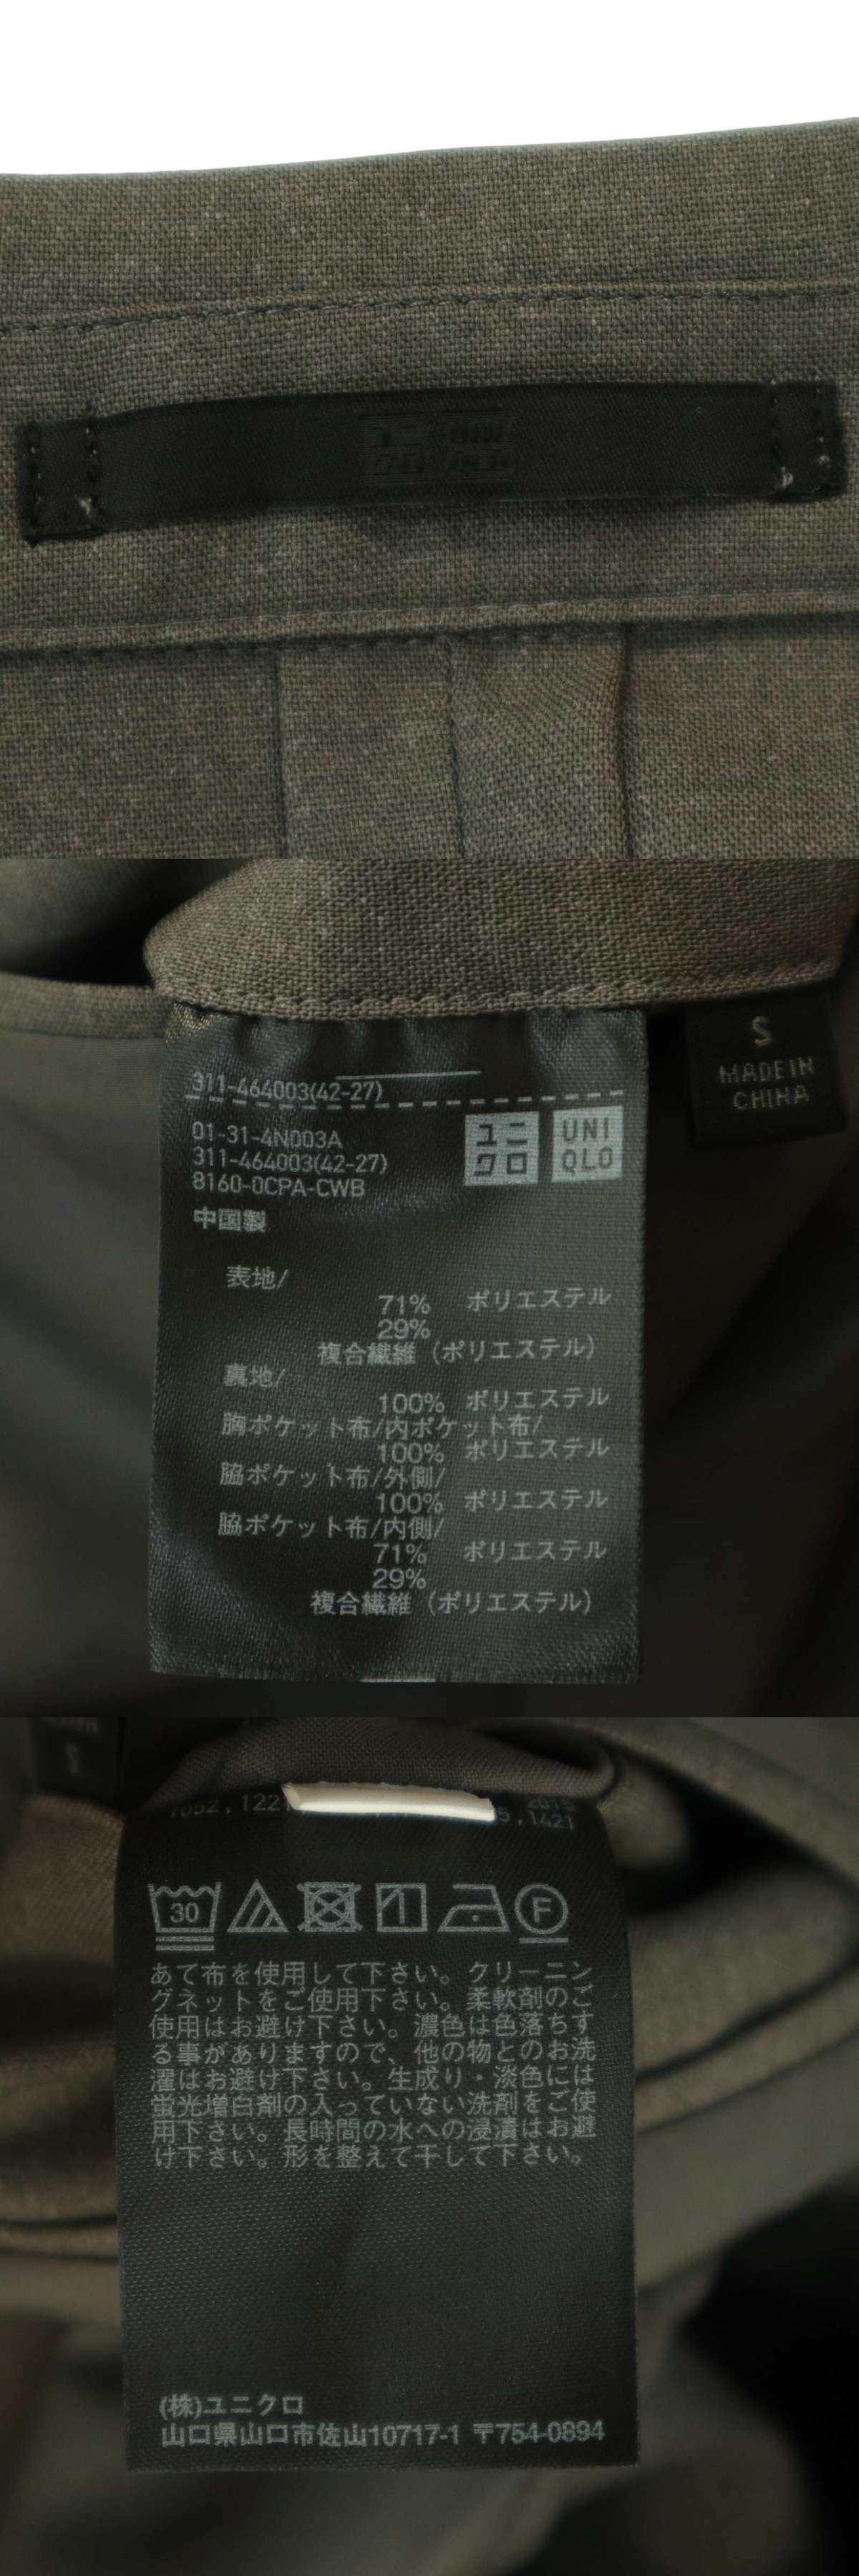 ユニ UNI
クロ QLO
311-464003(42-27)
01-31-4N003A
311-464003(42-27)
8160-0CPA-CWB
ユニ UNI
クロ QLO
S
MADE IN
CHINA
中国製
表地/
71% ポリエステル
29%
複合繊維（ポリエステル）
裏地/
100% ポリエステル
胸ポケット布/内ポケット布/
100% ポリエステル
脇ポケット布/外側/
100% ポリエステル
脇ポケット布/内側/
71% ポリエステル
29%
複合繊維（ポリエステル）
S
5,1421
30
F
あて布を使用して下さい。クリーニン
グネットをご使用下さい。柔軟剤のご
使用はお避け下さい。濃色は色落ちす
る事がありますので、他の物とのお洗
濯はお避け下さい。生成り・淡色には
蛍光増白剤の入っていない洗剤をご使
用下さい。長時間の水への浸漬はお避
け下さい。形を整えて干して下さい。
(株)ユニクロ
山口県山口市佐山10717-1 〒754-0894